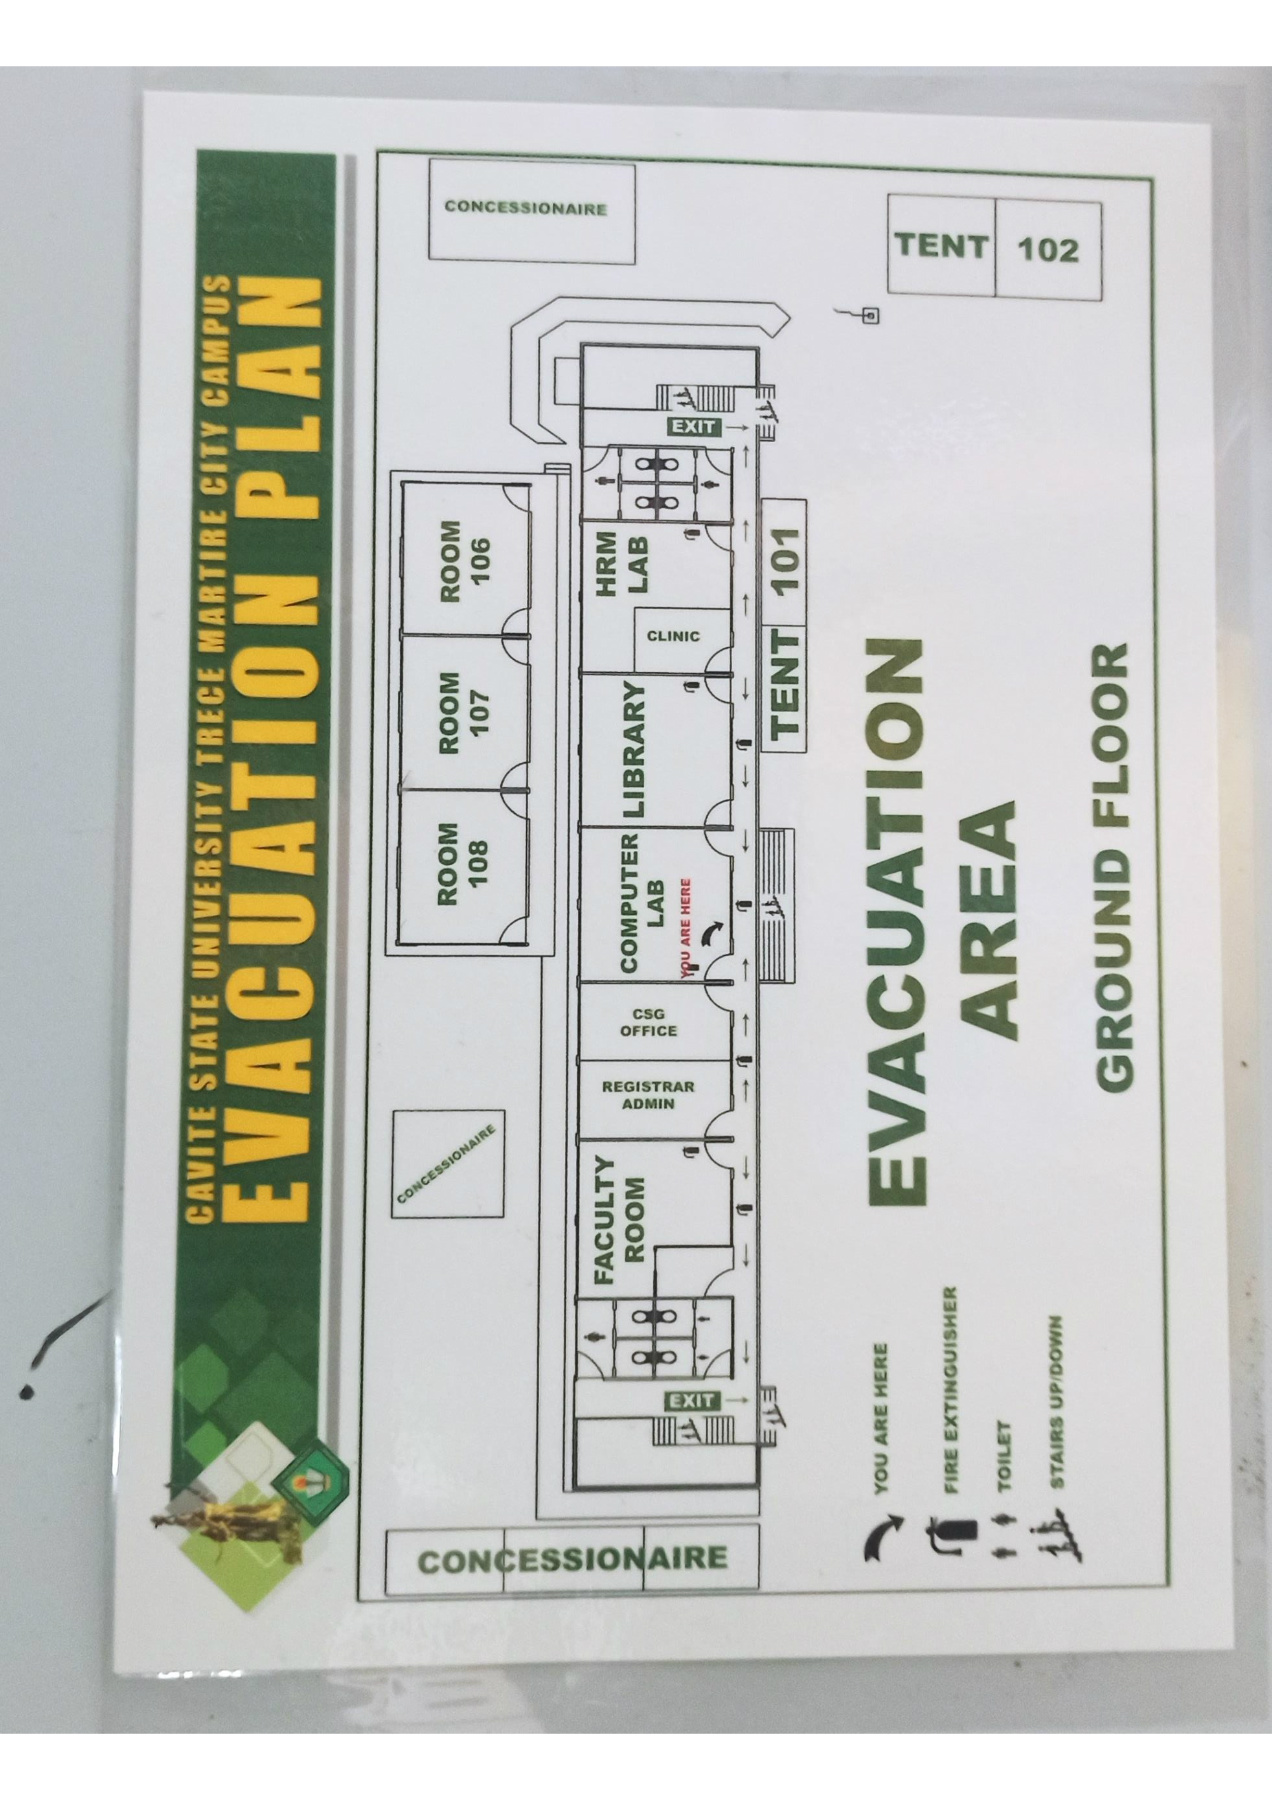 CAVITE STATE UNIVERSITY TRECE MARTIRE CITY CAMPUS
EVACUATION PLAN
CONCESSIONAIRE
CONCESSIONAIRE
ROOM
108
ROOM
107
ROOM
106
CONCESSIONAIRE
EXIT
FACULTY
ROOM
REGISTRAR
ADMIN
CSG
OFFICE
COMPUTER
LAB
YOU ARE HERE
LIBRARY
CLINIC
HRM
LAB
EXIT
TENT 101
TENT 102
EVACUATION
AREA
GROUND FLOOR
YOU ARE HERE
FIRE EXTINGUISHER
TOILET
STAIRS UP/DOWN